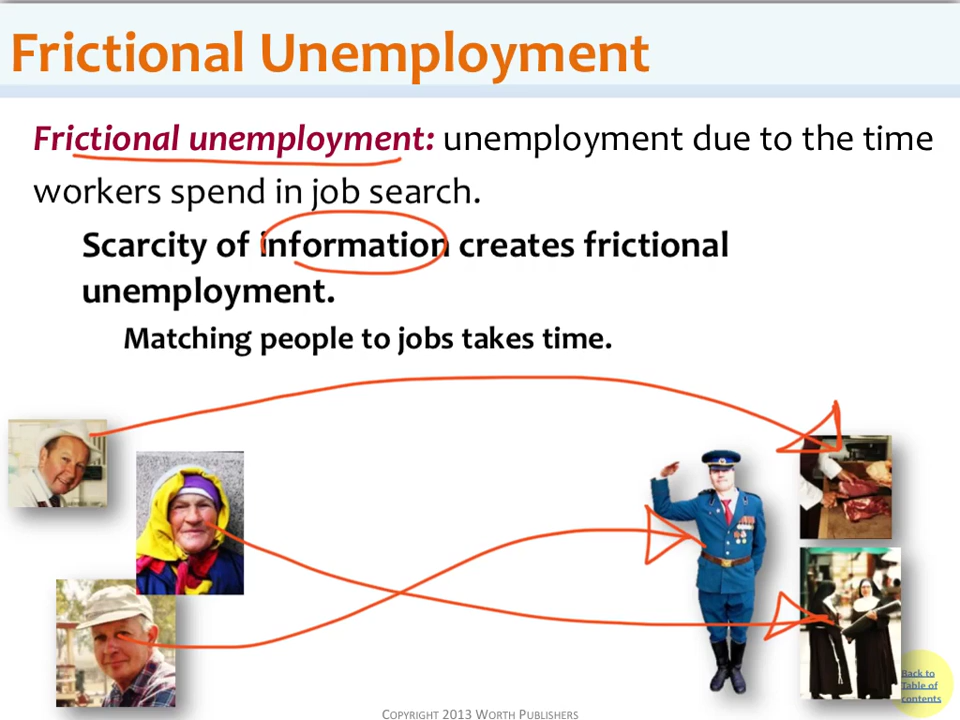 Frictional Unemployment
Frictional unemployment: unemployment due to the time
workers spend in job search.
Scarcity of information creates frictional
unemployment.
Matching people to jobs takes time.
Back to
Table of
contents
Copyright 2013 Worth Publishers